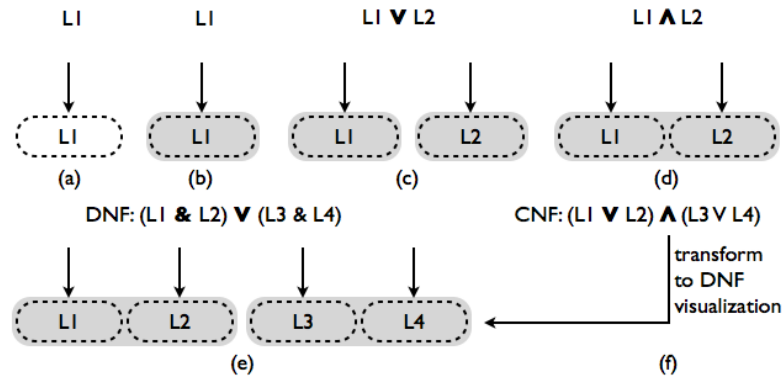 L1 L1 L1 V L2 L1 Λ L2
L1 L1 L1 L2 L1 L2
(a) (b) (c) (d)
DNF: (L1 & L2) V (L3 & L4) CNF: (L1 V L2) Λ (L3 V L4)
transform
to DNF
visualization
L1 L2 L3 L4
(e) (f)